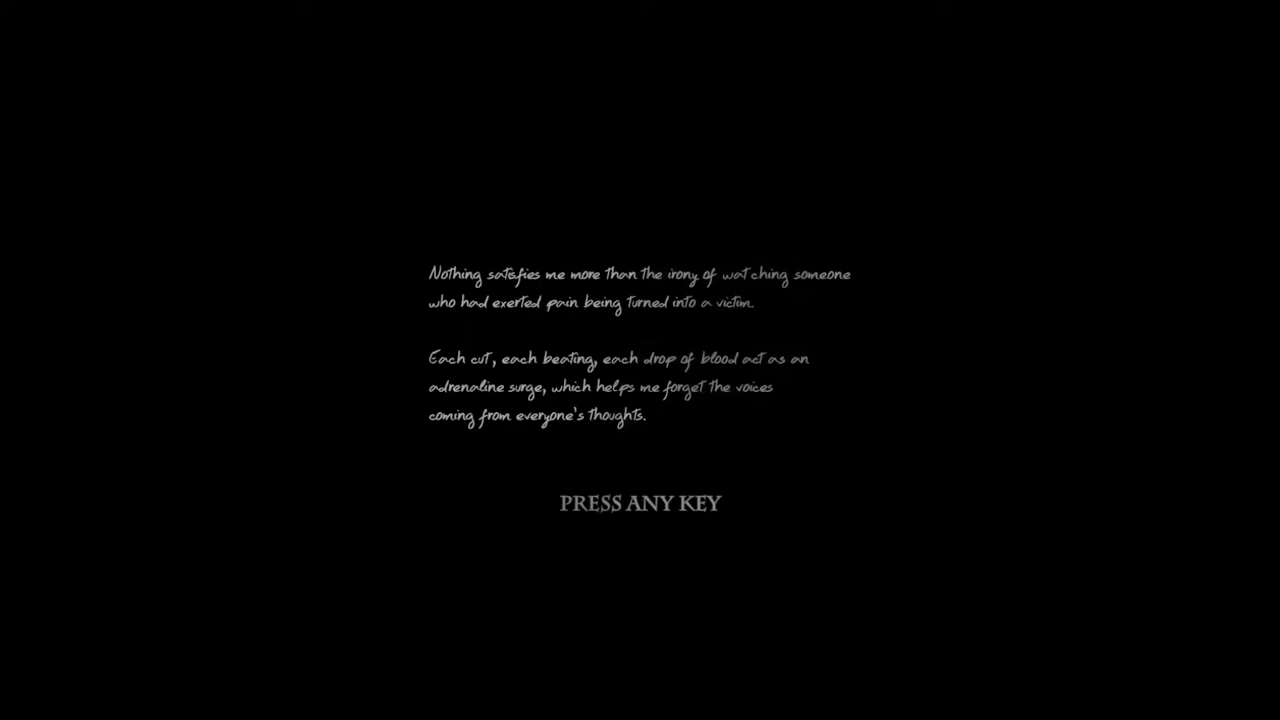 Nothing satisfies me more than the irony of watching someone
who had exerted pain being turned into a victim.
Each cut, each beating, each drop of blood act as an
adrenaline surge, which helps me forget the voices
coming from everyone's thoughts.
PRESS ANY KEY